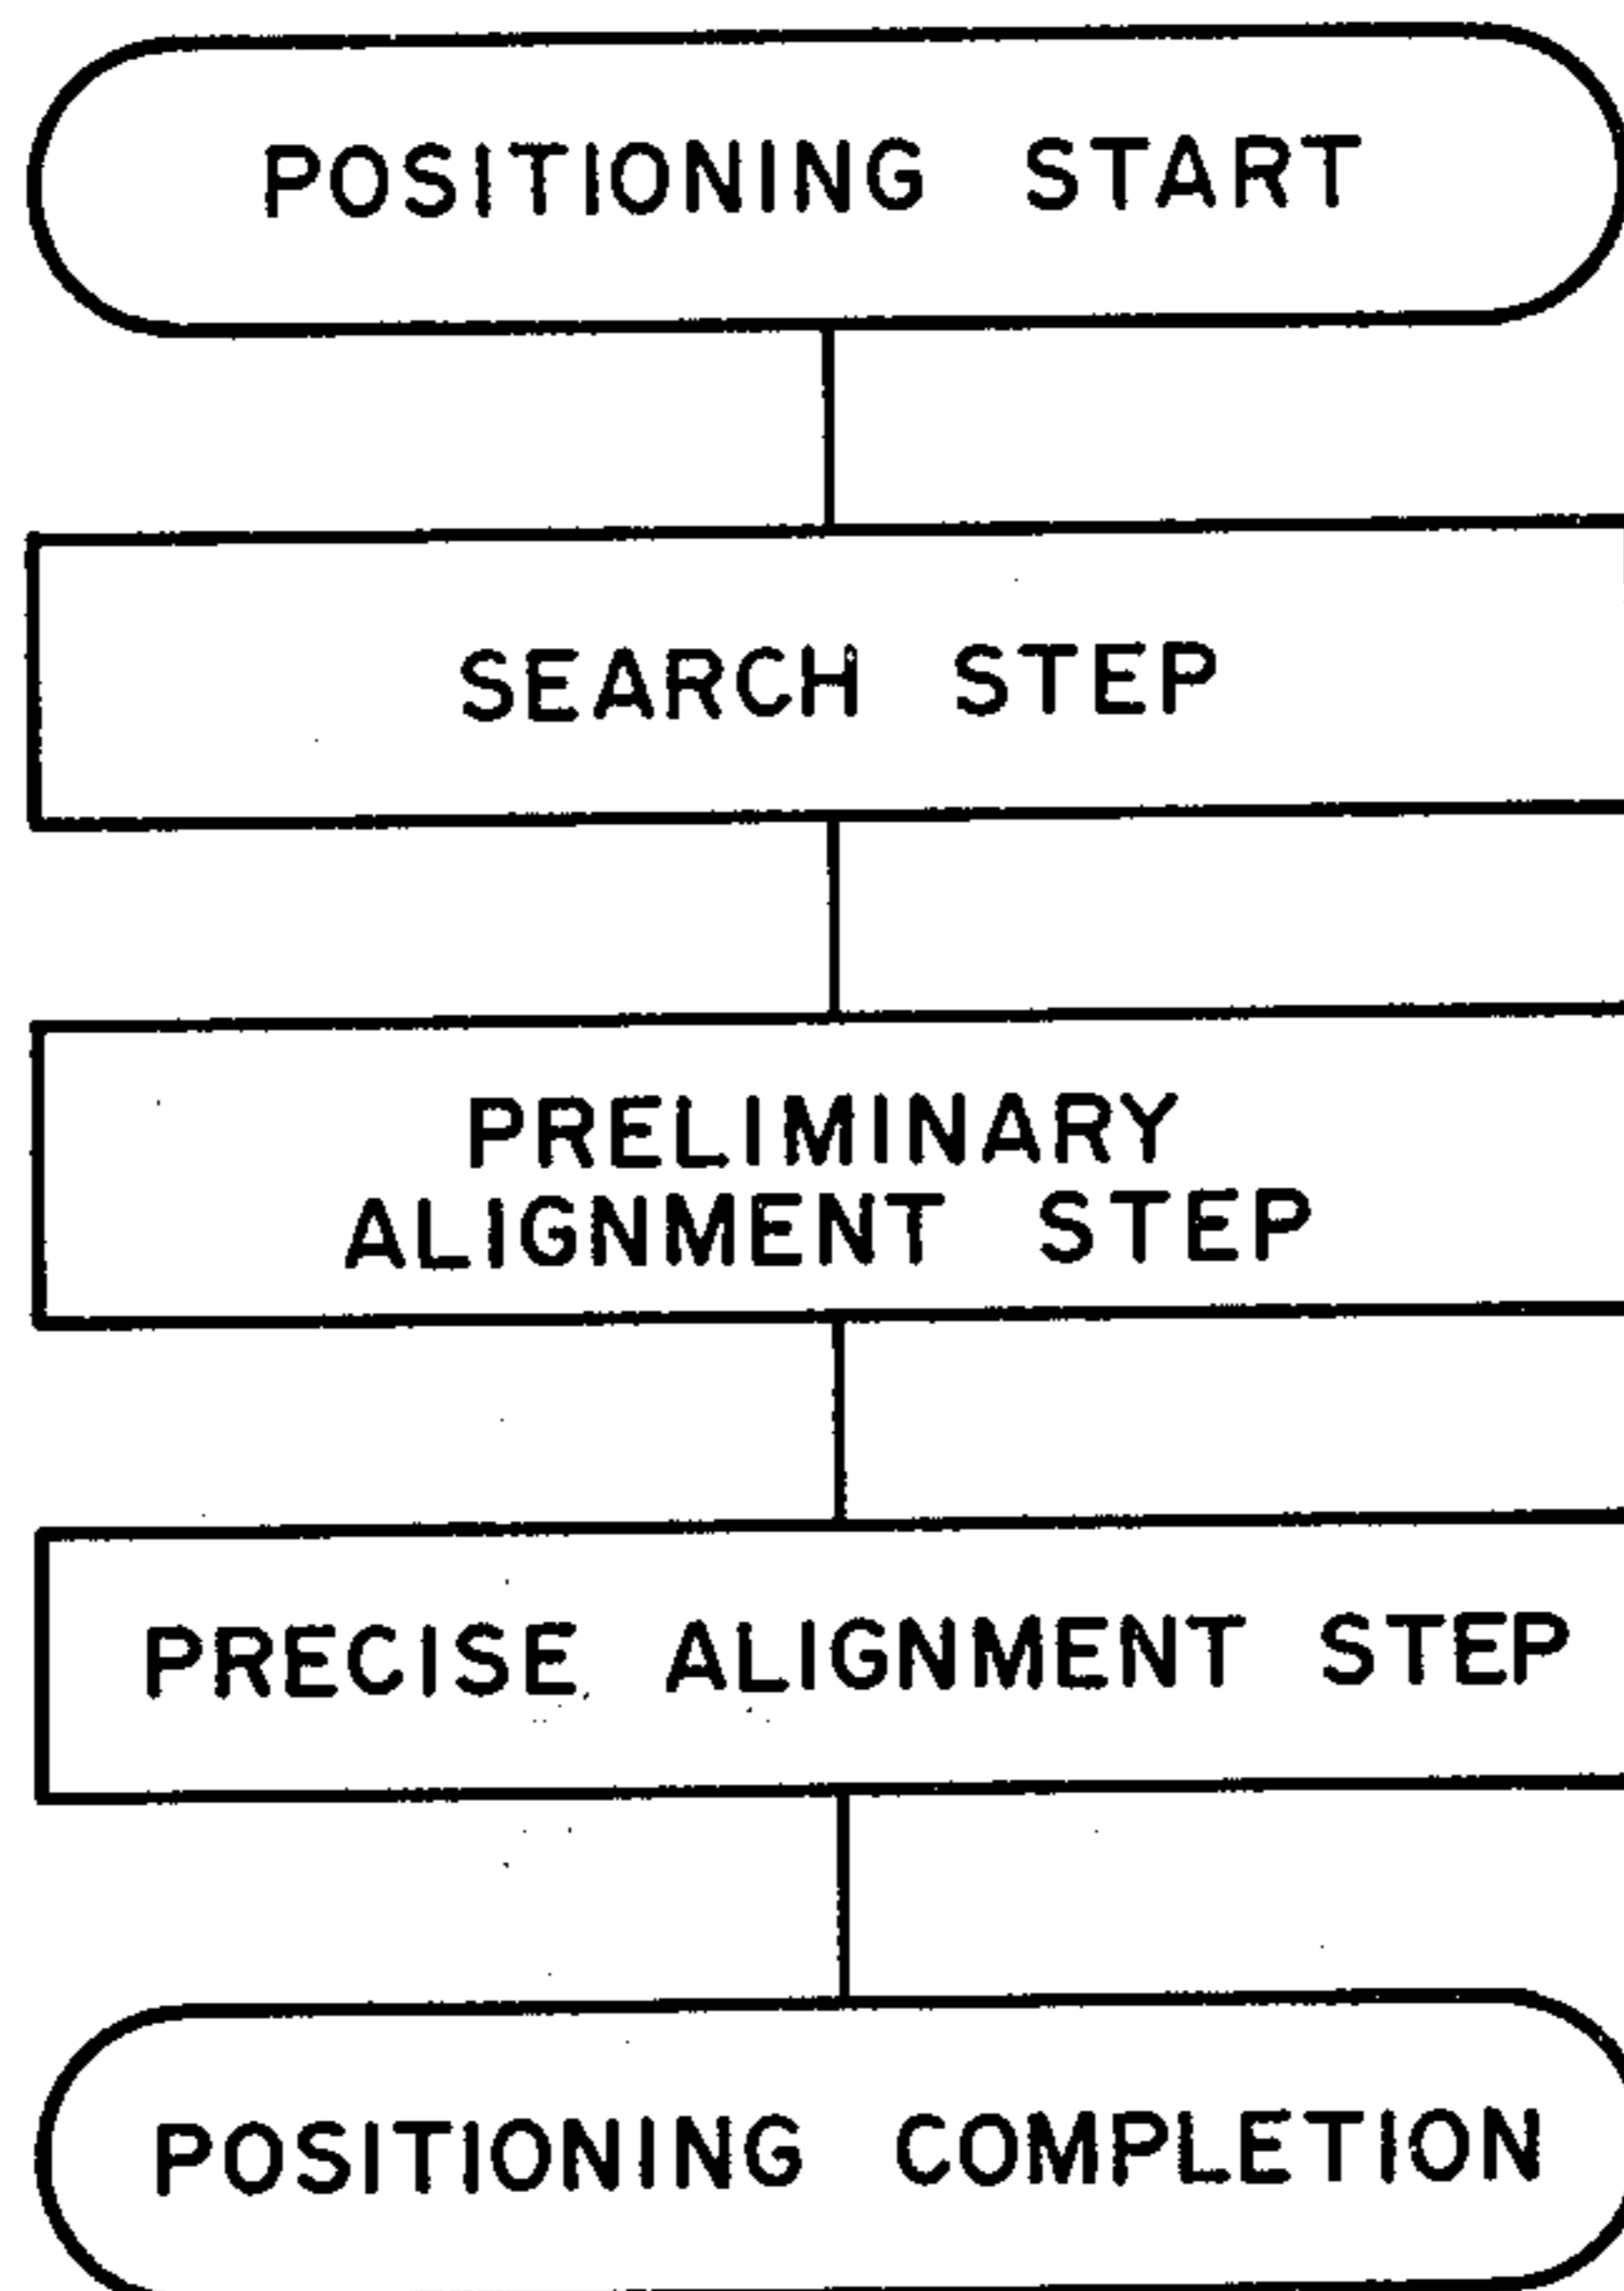 POSITIONING START
SEARCH STEP
PRELIMINARY
ALIGNMENT STEP
PRECISE ALIGNMENT STEP
POSITIONING COMPLETION